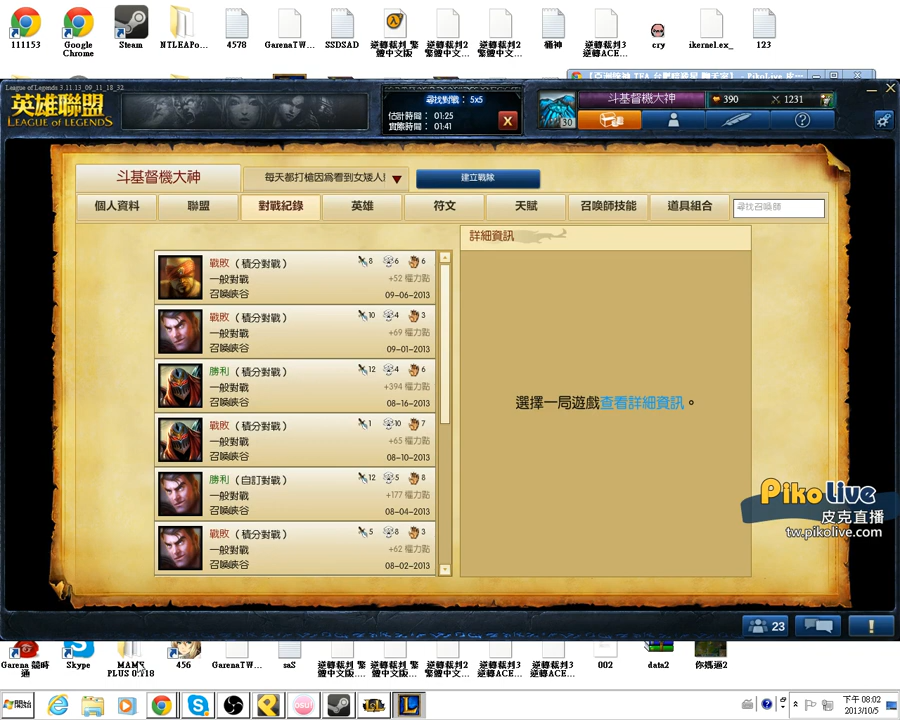 111153
Google Chrome
Steam
NTLEAPo...
4578
GarenaTW...
SSDSAD
逆轉裁判 繁體中文版
逆轉裁判2 繁體中文...
逆轉裁判2 繁體中文...
桶神
逆轉裁判3 逆轉ACE...
cry
ikernel.ex_
123
League of Legends 3.11.13_09_11_18_32
英雄聯盟
LEAGUE of LEGENDS
尋找對戰： 5x5
估計時間： 01:25
實際時間： 01:41
X
30
斗基督機大神
390
1231
斗基督機大神
每天都打槍因為看到女矮人!
建立戰隊
個人資料
聯盟
對戰紀錄
英雄
符文
天賦
召喚師技能
道具組合
尋找召喚師
詳細資訊
戰敗 (積分對戰) 8 6 6
一般對戰 +52 權力點
召喚峽谷 09-06-2013
戰敗 (積分對戰) 10 4 3
一般對戰 +69 權力點
召喚峽谷 09-01-2013
勝利 (積分對戰) 12 4 6
一般對戰 +394 權力點
召喚峽谷 08-16-2013
戰敗 (積分對戰) 1 10 7
一般對戰 +65 權力點
召喚峽谷 08-10-2013
勝利 (自訂對戰) 12 5 8
一般對戰 +177 權力點
召喚峽谷 08-04-2013
戰敗 (積分對戰) 5 8 3
一般對戰 +62 權力點
召喚峽谷 08-02-2013
選擇一局遊戲查看詳細資訊。
PikoLive
皮克直播
tw.pikolive.com
23
Garena 競時通
Skype
456
GarenaTW...
saS
逆轉裁判 繁體中文...
逆轉裁判 繁體中文...
逆轉裁判2 繁體中文...
逆轉裁判3 逆轉ACE...
逆轉裁判3 逆轉ACE...
002
data2
你媽逼2
開始
osu!
下午 08:02
2013/10/5